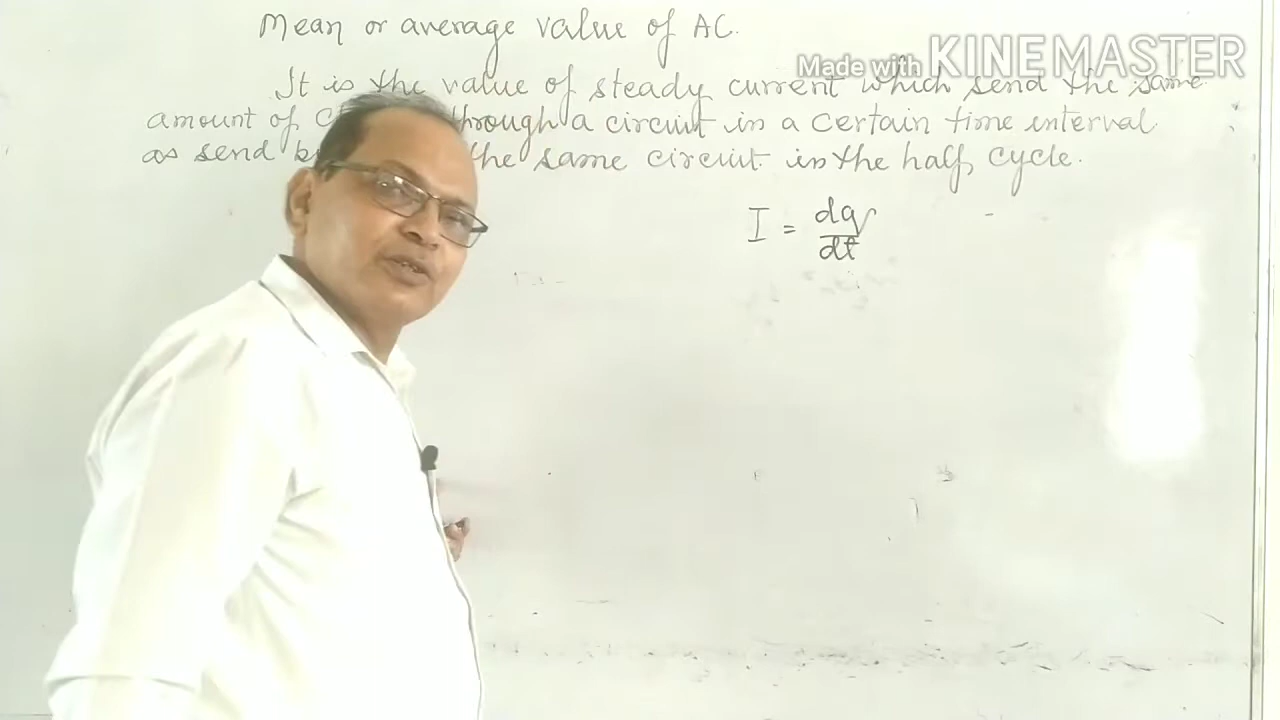 Mean or average value of AC.
Made with KINEMASTER
It is the value of steady current which send the same
amount of through a circuit in a certain time interval
as send the same circuit in the half cycle.
I = dq/dt